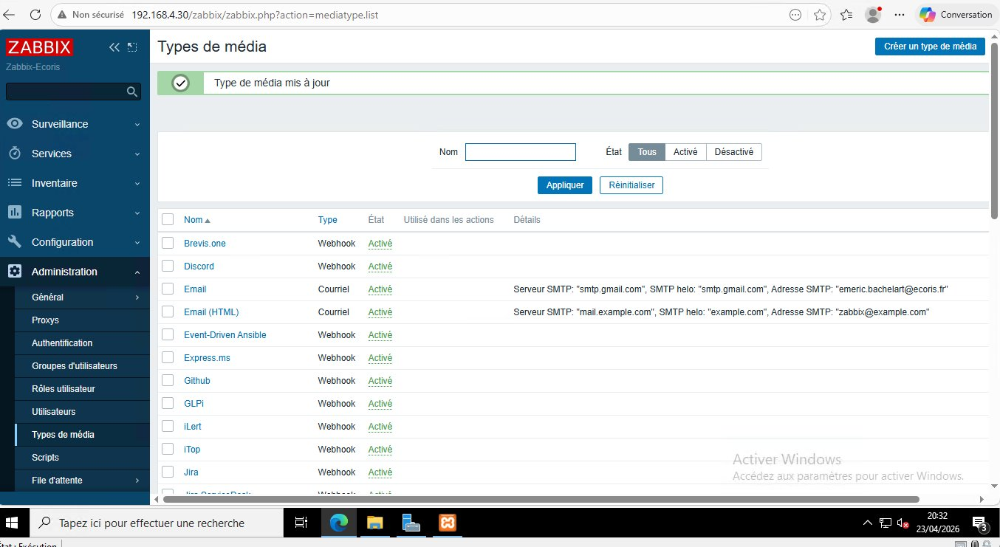 Non sécurisé 192.168.4.30/zabbix/zabbix.php?action=mediatype.list
Conversation
ZABBIX
Zabbix-Ecoris
Surveillance
Services
Inventaire
Rapports
Configuration
Administration
Général
Proxys
Authentification
Groupes d'utilisateurs
Rôles utilisateur
Utilisateurs
Types de média
Scripts
File d'attente
Types de média
Créer un type de média
Type de média mis à jour
Nom État Tous Activé Désactivé
Appliquer Réinitialiser
Nom Type État Utilisé dans les actions Détails
Brevis.one Webhook Activé
Discord Webhook Activé
Email Courriel Activé Serveur SMTP: "smtp.gmail.com", SMTP helo: "smtp.gmail.com", Adresse SMTP: "emeric.bachelart@ecoris.fr"
Email (HTML) Courriel Activé Serveur SMTP: "mail.example.com", SMTP helo: "example.com", Adresse SMTP: "zabbix@example.com"
Event-Driven Ansible Webhook Activé
Express.ms Webhook Activé
Github Webhook Activé
GLPi Webhook Activé
iLert Webhook Activé
iTop Webhook Activé
Jira Webhook Activé
Jira ServiceDesk Webhook Activé
Activer Windows
Accédez aux paramètres pour activer Windows.
Tapez ici pour effectuer une recherche
20:32
23/04/2026
3
État : Exécution